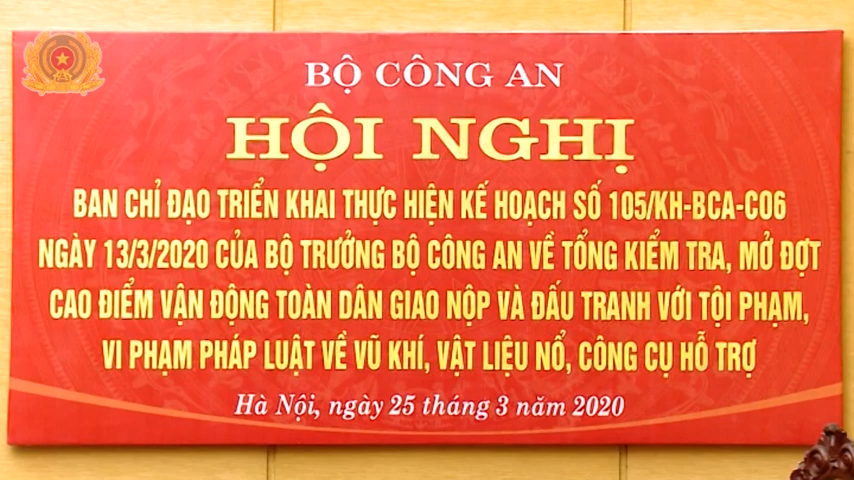 BỘ CÔNG AN
HỘI NGHỊ
BAN CHỈ ĐẠO TRIỂN KHAI THỰC HIỆN KẾ HOẠCH SỐ 105/KH-BCA-C06
NGÀY 13/3/2020 CỦA BỘ TRƯỞNG BỘ CÔNG AN VỀ TỔNG KIỂM TRA, MỞ ĐỢT
CAO ĐIỂM VẬN ĐỘNG TOÀN DÂN GIAO NỘP VÀ ĐẤU TRANH VỚI TỘI PHẠM,
VI PHẠM PHÁP LUẬT VỀ VŨ KHÍ, VẬT LIỆU NỔ, CÔNG CỤ HỖ TRỢ
Hà Nội, ngày 25 tháng 3 năm 2020